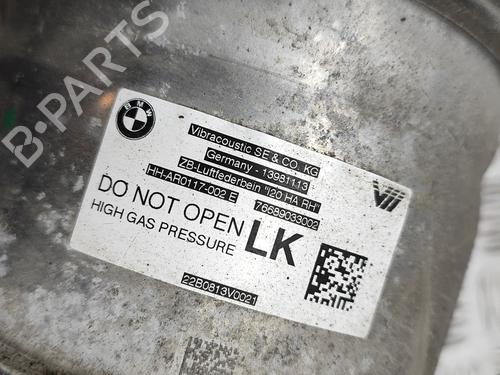 B-PARTS
BMW
Vibracoustic SE & CO. KG
Germany - 13981113
ZB-Luftfederbein "I20 HA RH"
HH-AR0117-002 E 76689033002
DO NOT OPEN
HIGH GAS PRESSURE
LK
22B0813V0021